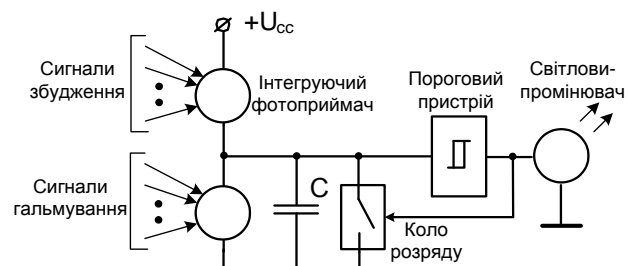 +Ucc
Сигнали
збудження
Інтегруючий
фотоприймач
Пороговий
пристрій
Світлови-
промінювач
Сигнали
гальмування
C
Коло
розряду